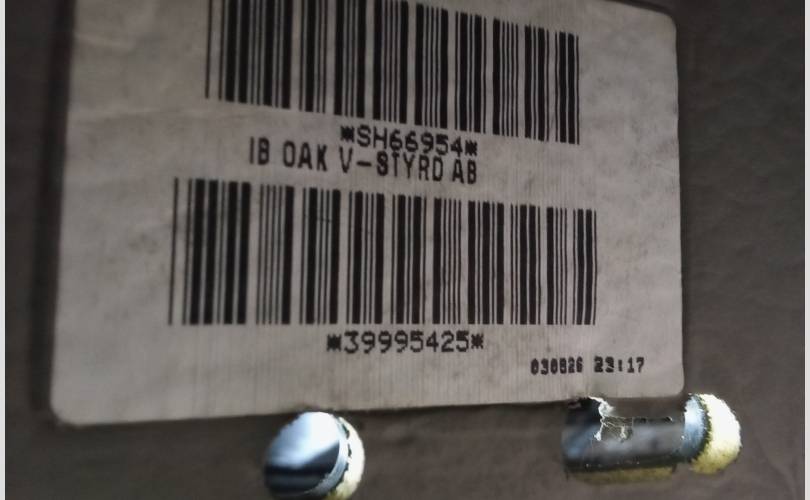 *SH66954*
IB OAK V-STYRD AB
*39995425*
030826 23:17